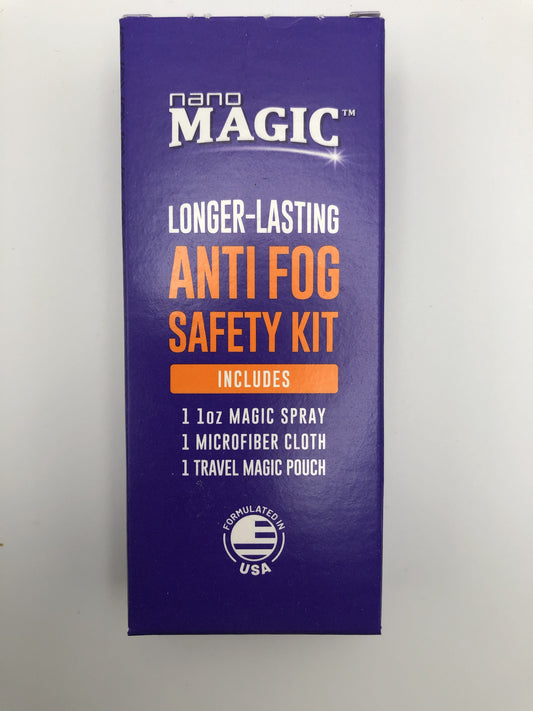 nano
MAGIC™
LONGER-LASTING
ANTI FOG
SAFETY KIT
INCLUDES
1 1oz MAGIC SPRAY
1 MICROFIBER CLOTH
1 TRAVEL MAGIC POUCH
FORMULATED IN
USA